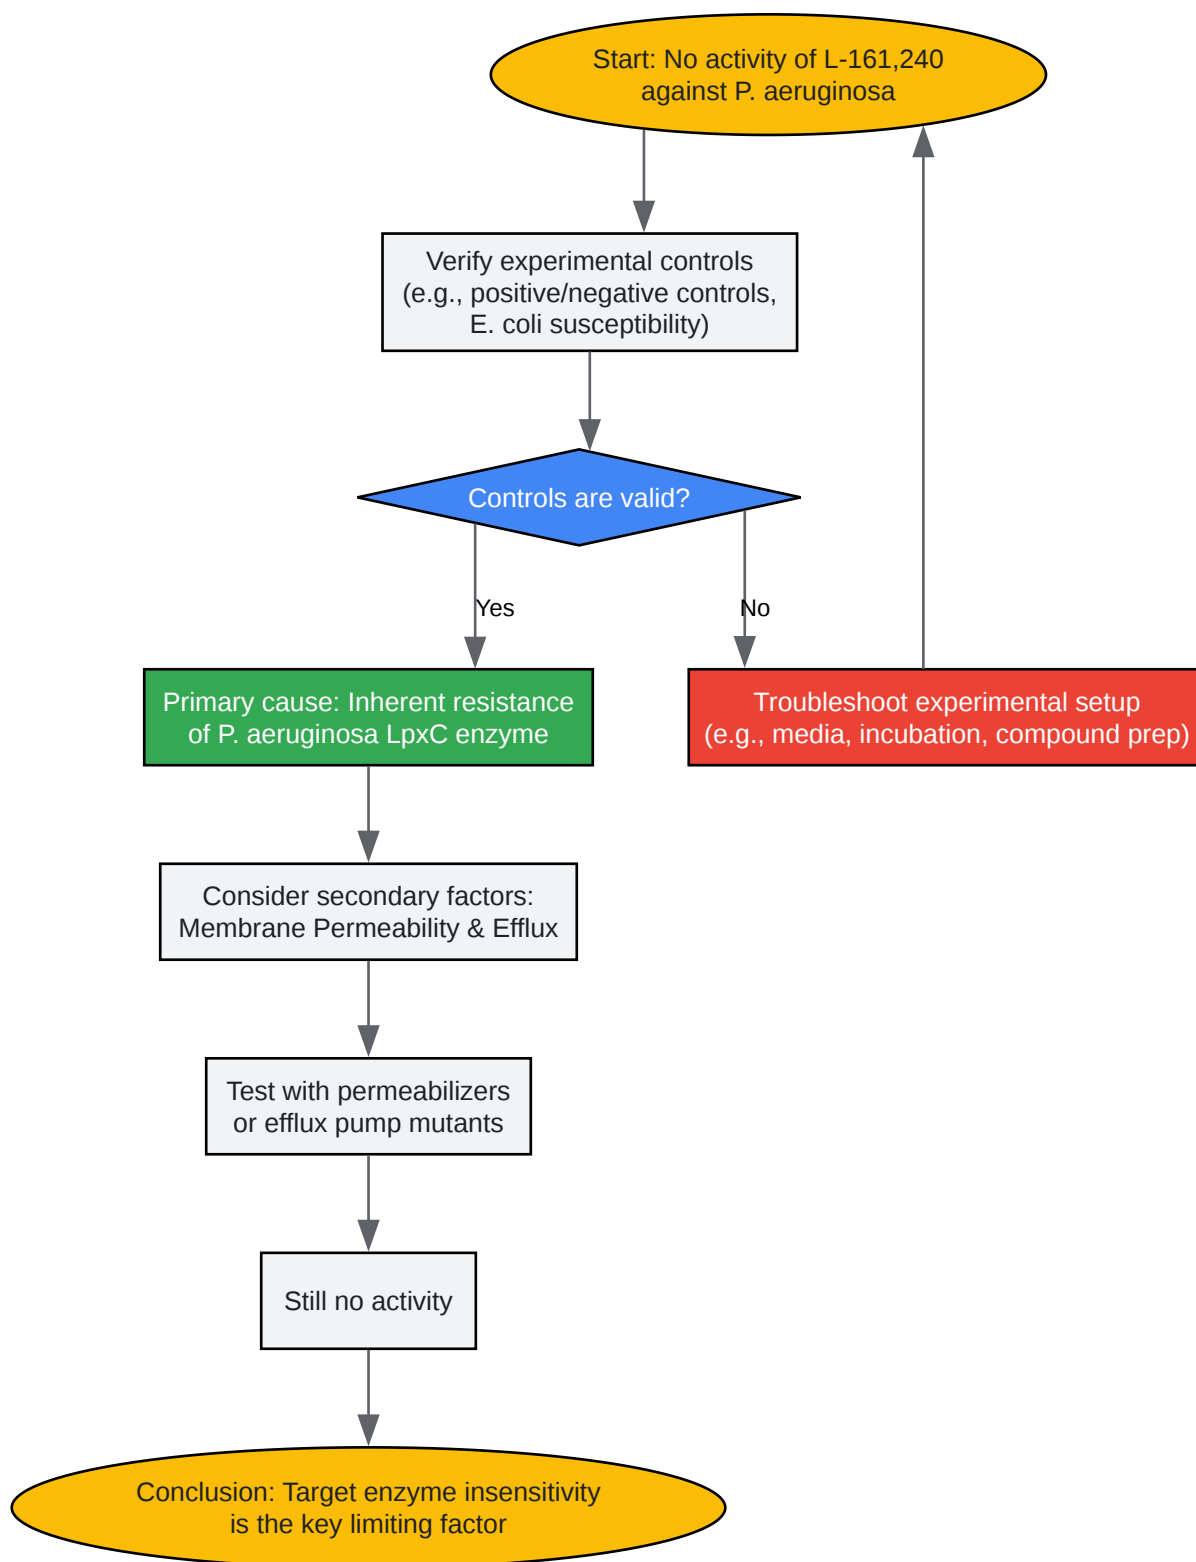 Start: No activity of L-161,240
against P. aeruginosa
Verify experimental controls
(e.g., positive/negative controls,
E. coli susceptibility)
Controls are valid?
Yes
No
Primary cause: Inherent resistance
of P. aeruginosa LpxC enzyme
Troubleshoot experimental setup
(e.g., media, incubation, compound prep)
Consider secondary factors:
Membrane Permeability & Efflux
Test with permeabilizers
or efflux pump mutants
Still no activity
Conclusion: Target enzyme insensitivity
is the key limiting factor